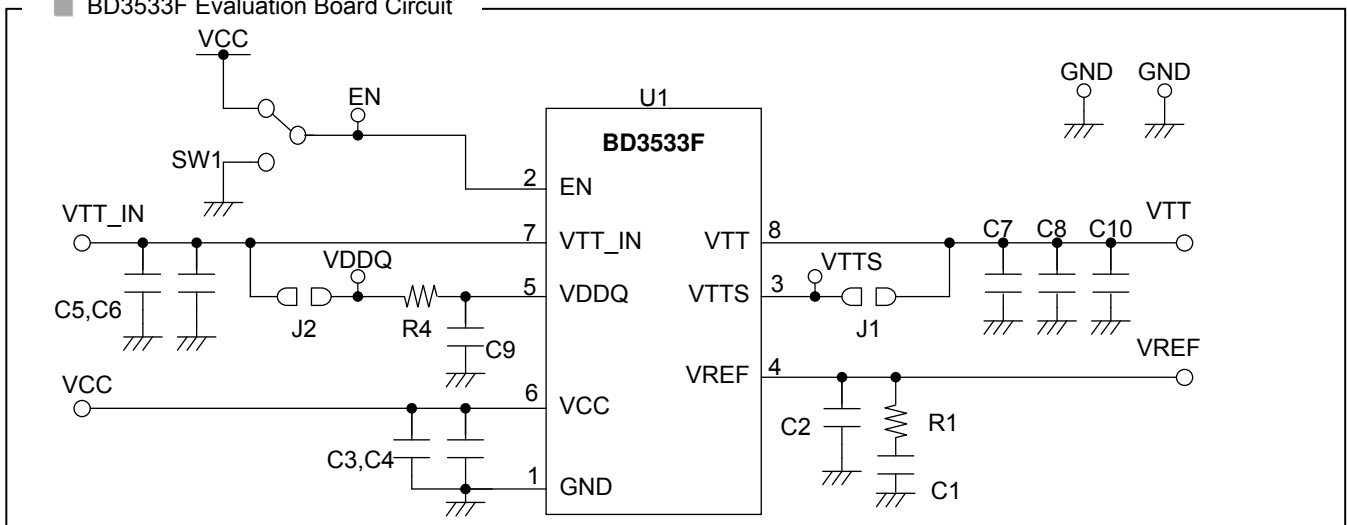 BD3533F Evaluation Board Circuit
VCC
GND GND
EN
U1
BD3533F
SW1
2 EN
VTT_IN
7 VTT_IN
VTT 8
C7 C8 C10
VTT
VDDQ
VTTS
5 VDDQ
VTTS 3
C5,C6
J2
R4
C9
J1
VREF
VREF 4
VCC
6 VCC
C2
R1
C3,C4
1 GND
C1